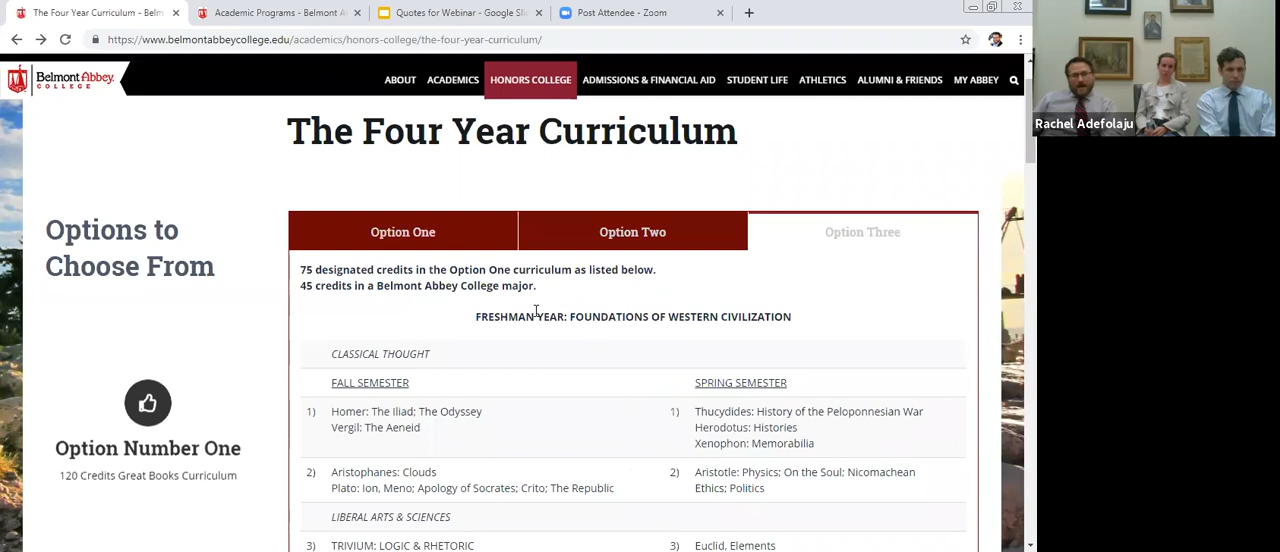 The Four Year Curriculum - Belm
Academic Programs - Belmont A
Quotes for Webinar - Google Sli
Post Attendee - Zoom
https://www.belmontabbeycollege.edu/academics/honors-college/the-four-year-curriculum/
Belmont Abbey
COLLEGE
ABOUT
ACADEMICS
HONORS COLLEGE
ADMISSIONS & FINANCIAL AID
STUDENT LIFE
ATHLETICS
ALUMNI & FRIENDS
MY ABBEY
Rachel Adefolaju
The Four Year Curriculum
Options to
Choose From
Option One
Option Two
Option Three
75 designated credits in the Option One curriculum as listed below.
45 credits in a Belmont Abbey College major.
FRESHMAN YEAR: FOUNDATIONS OF WESTERN CIVILIZATION
CLASSICAL THOUGHT
FALL SEMESTER
SPRING SEMESTER
1) Homer: The Iliad; The Odyssey
Vergil: The Aeneid
1) Thucydides: History of the Peloponnesian War
Herodotus: Histories
Xenophon: Memorabilia
2) Aristophanes: Clouds
Plato: Ion, Meno; Apology of Socrates; Crito; The Republic
2) Aristotle: Physics; On the Soul; Nicomachean
Ethics; Politics
LIBERAL ARTS & SCIENCES
3) TRIVIUM: LOGIC & RHETORIC
3) Euclid, Elements
Option Number One
120 Credits Great Books Curriculum